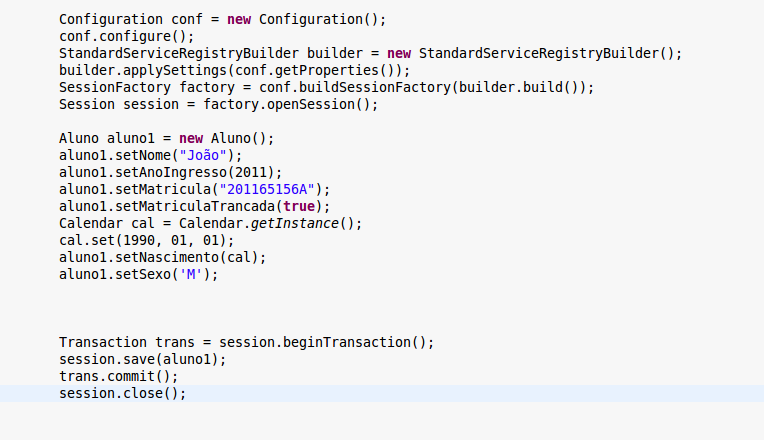 Configuration conf = new Configuration();
conf.configure();
StandardServiceRegistryBuilder builder = new StandardServiceRegistryBuilder();
builder.applySettings(conf.getProperties());
SessionFactory factory = conf.buildSessionFactory(builder.build());
Session session = factory.openSession();
Aluno aluno1 = new Aluno();
aluno1.setNome("João");
aluno1.setAnoIngresso(2011);
aluno1.setMatricula("201165156A");
aluno1.setMatriculaTrancada(true);
Calendar cal = Calendar.getInstance();
cal.set(1990, 01, 01);
aluno1.setNascimento(cal);
aluno1.setSexo('M');
Transaction trans = session.beginTransaction();
session.save(aluno1);
trans.commit();
session.close();